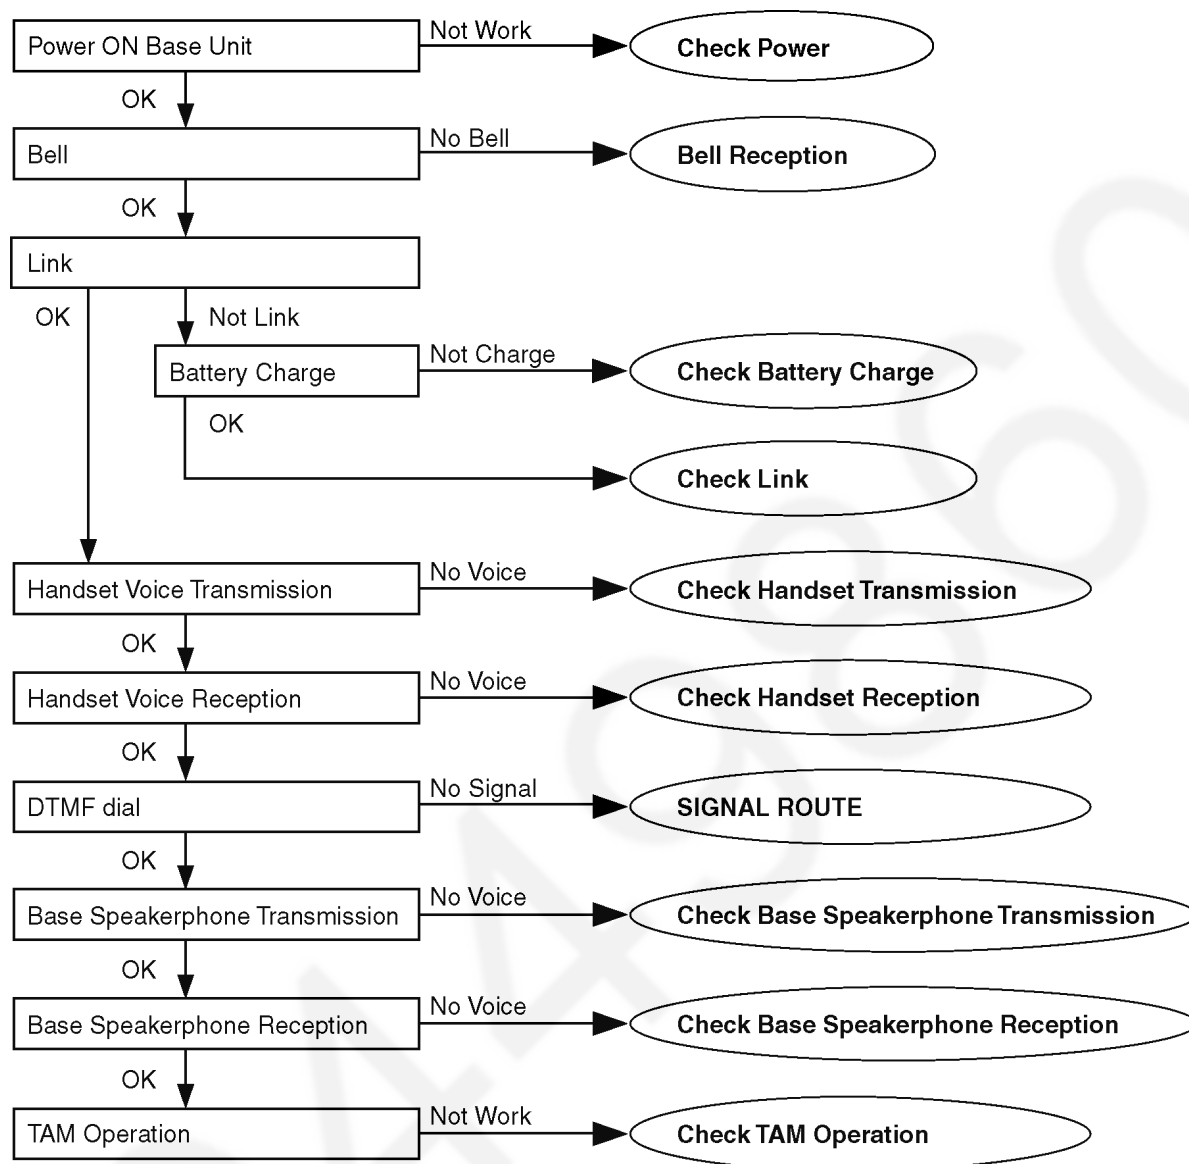 Power ON Base Unit
Not Work
Check Power
OK
Bell
No Bell
Bell Reception
OK
Link
OK
Not Link
Battery Charge
Not Charge
Check Battery Charge
OK
Check Link
Handset Voice Transmission
No Voice
Check Handset Transmission
OK
Handset Voice Reception
No Voice
Check Handset Reception
OK
DTMF dial
No Signal
SIGNAL ROUTE
OK
Base Speakerphone Transmission
No Voice
Check Base Speakerphone Transmission
OK
Base Speakerphone Reception
No Voice
Check Base Speakerphone Reception
OK
TAM Operation
Not Work
Check TAM Operation